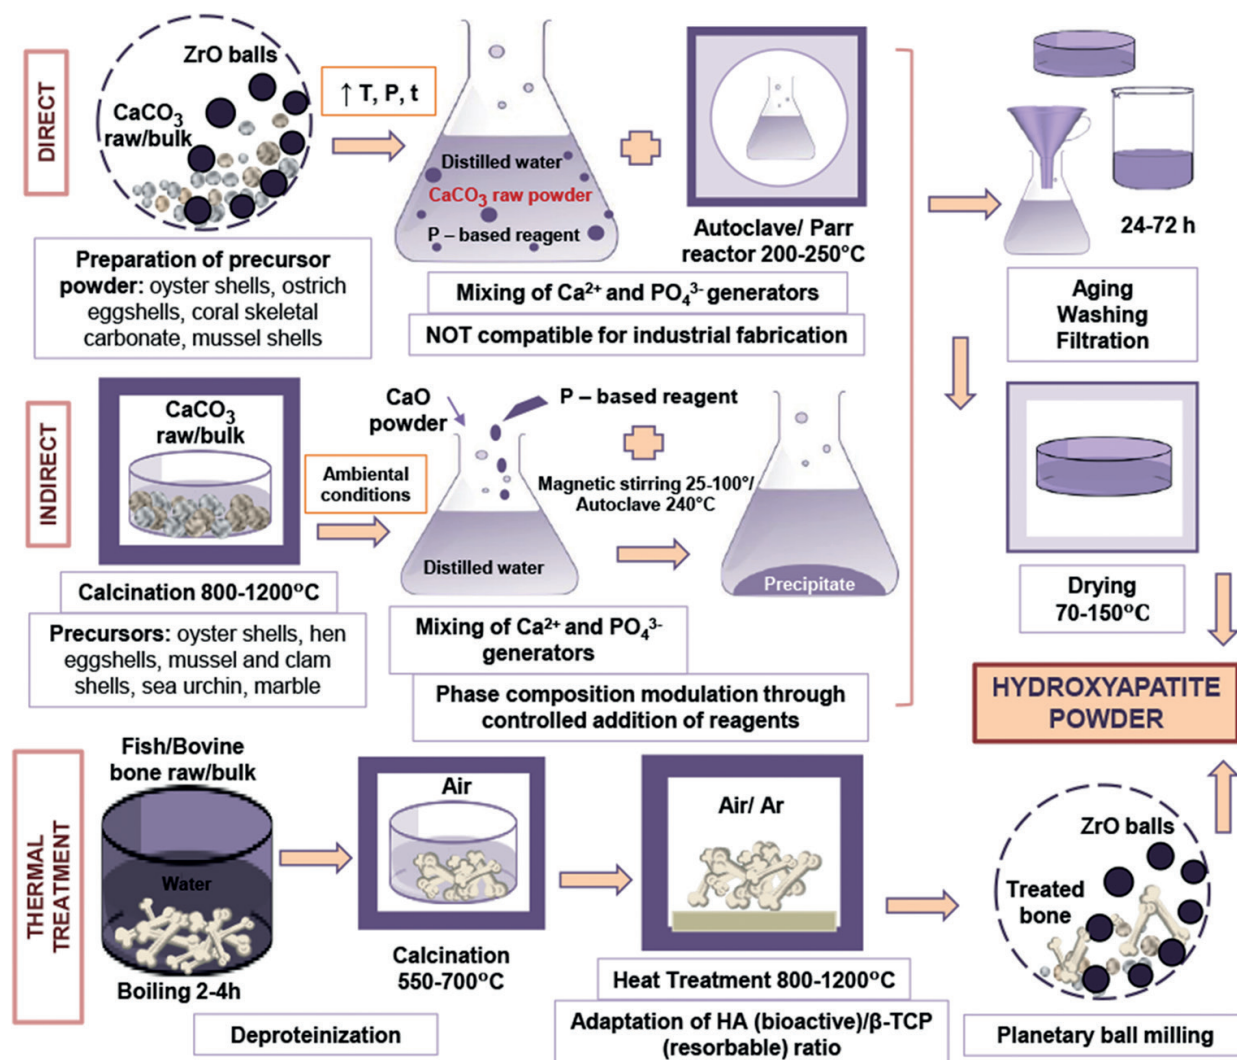 DIRECT
ZrO balls
CaCO₃
raw/bulk
Preparation of precursor
powder: oyster shells, ostrich
eggshells, coral skeletal
carbonate, mussel shells
↑ T, P, t
Distilled water
CaCO₃ raw powder
P – based reagent
Autoclave/ Parr
reactor 200-250°C
Mixing of Ca²⁺ and PO₄³⁻ generators
NOT compatible for industrial fabrication
24-72 h
Aging
Washing
Filtration
INDIRECT
CaCO₃
raw/bulk
Calcination 800-1200°C
Precursors: oyster shells, hen
eggshells, mussel and clam
shells, sea urchin, marble
Ambiental
conditions
CaO
powder
P – based reagent
Magnetic stirring 25-100°/
Autoclave 240°C
Distilled water
Precipitate
Mixing of Ca²⁺ and PO₄³⁻
generators
Phase composition modulation through
controlled addition of reagents
Drying
70-150°C
HYDROXYAPATITE
POWDER
THERMAL
TREATMENT
Fish/Bovine
bone raw/bulk
Water
Boiling 2-4h
Air
Calcination
550-700°C
Deproteinization
Air/ Ar
Heat Treatment 800-1200°C
Adaptation of HA (bioactive)/β-TCP
(resorbable) ratio
ZrO balls
Treated
bone
Planetary ball milling